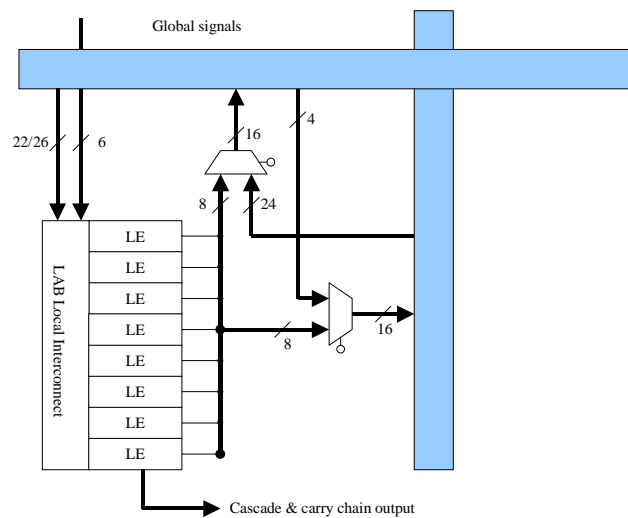 Global signals
22/26
6
16
4
8
24
LAB Local Interconnect
LE
LE
LE
LE
LE
LE
LE
LE
8
16
Cascade & carry chain output